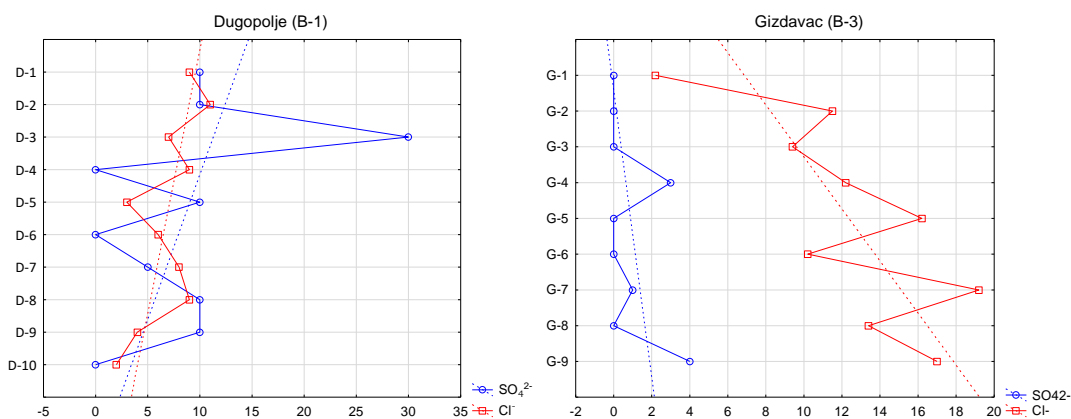 Dugopolje (B-1)
D-1
D-2
D-3
D-4
D-5
D-6
D-7
D-8
D-9
D-10
-5 0 5 10 15 20 25 30 35
SO₄²⁻
Cl⁻
Gizdavac (B-3)
G-1
G-2
G-3
G-4
G-5
G-6
G-7
G-8
G-9
-2 0 2 4 6 8 10 12 14 16 18 20
SO42-
Cl-